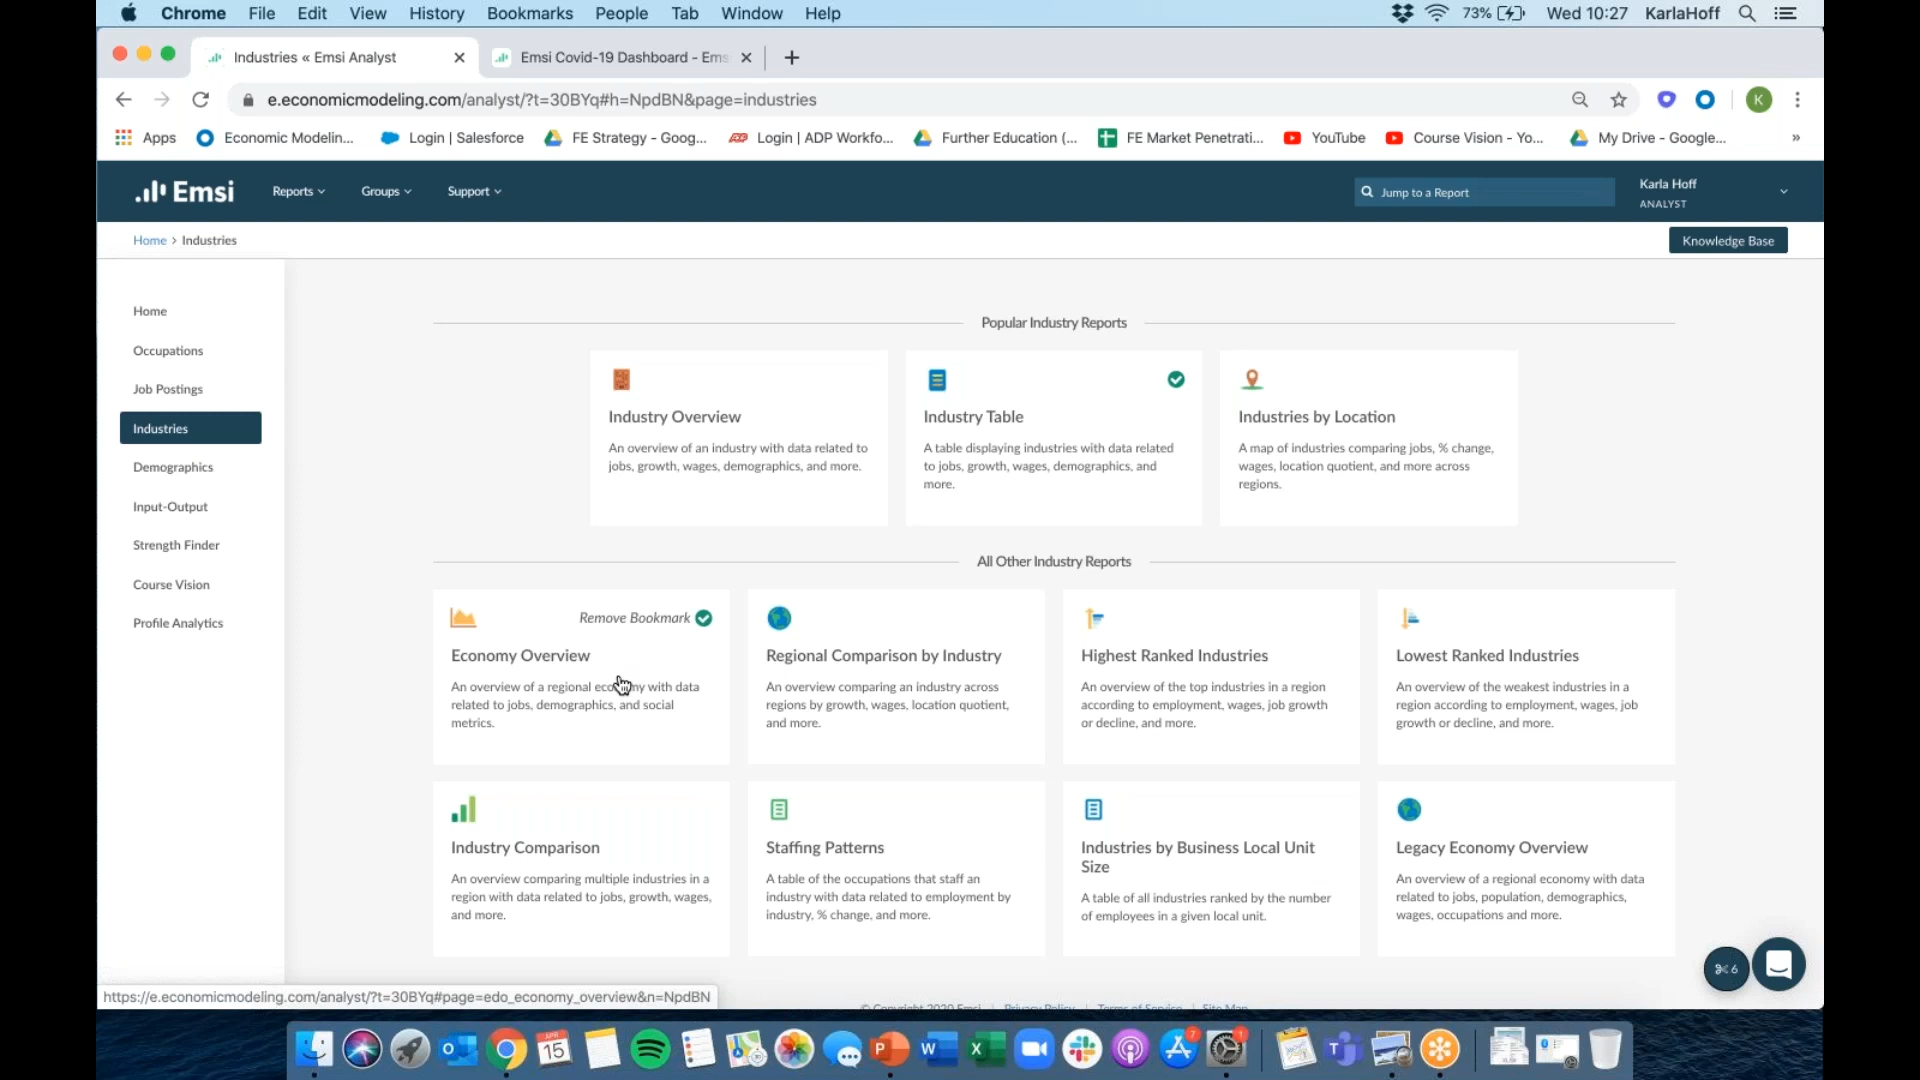 Chrome File Edit View History Bookmarks People Tab Window Help 73% Wed 10:27 KarlaHoff
Industries « Emsi Analyst
Emsi Covid-19 Dashboard - Ems
e.economicmodeling.com/analyst/?t=30BYq#h=NpdBN&page=industries
K
Apps Economic Modelin... Login | Salesforce FE Strategy - Goog... Login | ADP Workfo... Further Education (... FE Market Penetrati... YouTube Course Vision - Yo... My Drive - Google... »
Emsi Reports Groups Support Jump to a Report
Karla Hoff
ANALYST
Home > Industries
Knowledge Base
Home
Occupations
Job Postings
Industries
Demographics
Input-Output
Strength Finder
Course Vision
Profile Analytics
Popular Industry Reports
Industry Overview
An overview of an industry with data related to
jobs, growth, wages, demographics, and more.
Industry Table
A table displaying industries with data related
to jobs, growth, wages, demographics, and
more.
Industries by Location
A map of industries comparing jobs, % change,
wages, location quotient, and more across
regions.
All Other Industry Reports
Remove Bookmark
Economy Overview
An overview of a regional economy with data
related to jobs, demographics, and social
metrics.
Regional Comparison by Industry
An overview comparing an industry across
regions by growth, wages, location quotient,
and more.
Highest Ranked Industries
An overview of the top industries in a region
according to employment, wages, job growth
or decline, and more.
Lowest Ranked Industries
An overview of the weakest industries in a
region according to employment, wages, job
growth or decline, and more.
Industry Comparison
An overview comparing multiple industries in a
region with data related to jobs, growth, wages,
and more.
Staffing Patterns
A table of the occupations that staff an
industry with data related to employment by
industry, % change, and more.
Industries by Business Local Unit
Size
A table of all industries ranked by the number
of employees in a given local unit.
Legacy Economy Overview
An overview of a regional economy with data
related to jobs, population, demographics,
wages, occupations and more.
6
https://e.economicmodeling.com/analyst/?t=30BYq#page=edo_economy_overview&n=NpdBN
© Copyright 2020 Emsi | Privacy Policy | Terms of Service | Site Map
APR
15
P W X 7 1 T